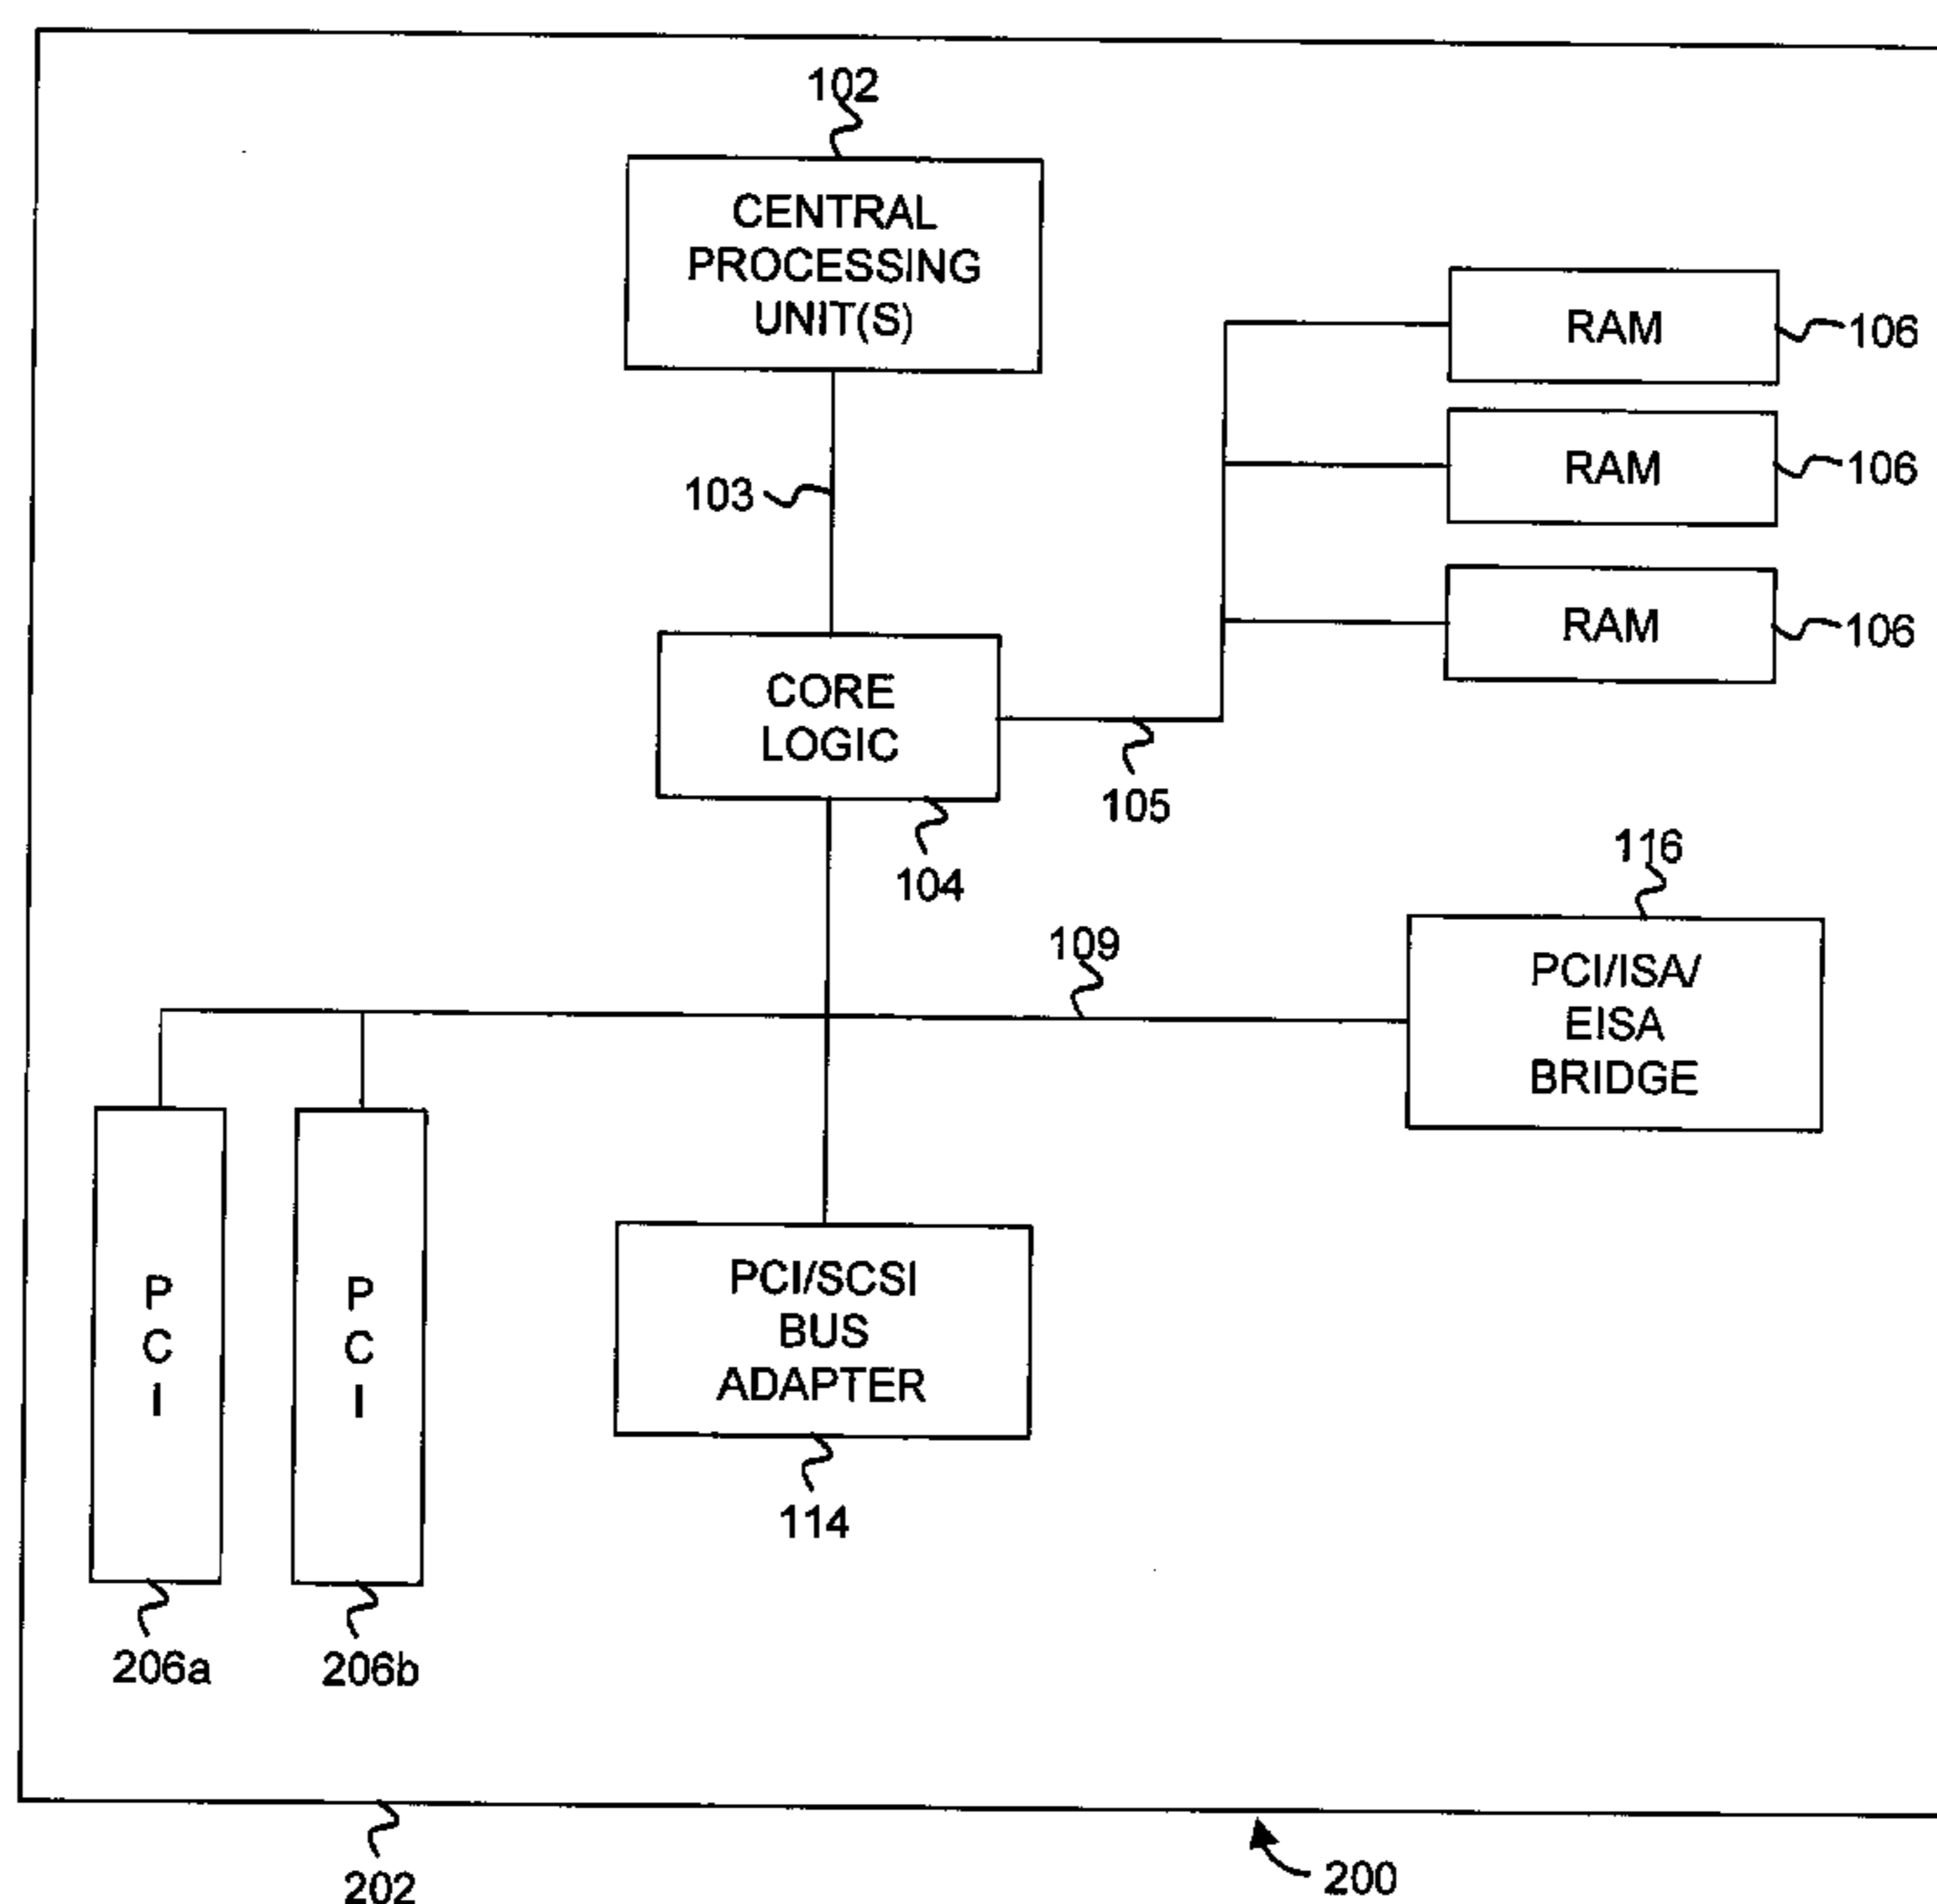 102
CENTRAL
PROCESSING
UNIT(S)
RAM
106
RAM
106
103
RAM
106
CORE
LOGIC
105
104
116
109
PCI/ISA/
EISA
BRIDGE
P
C
I
P
C
I
PCI/SCSI
BUS
ADAPTER
114
206a
206b
202
200